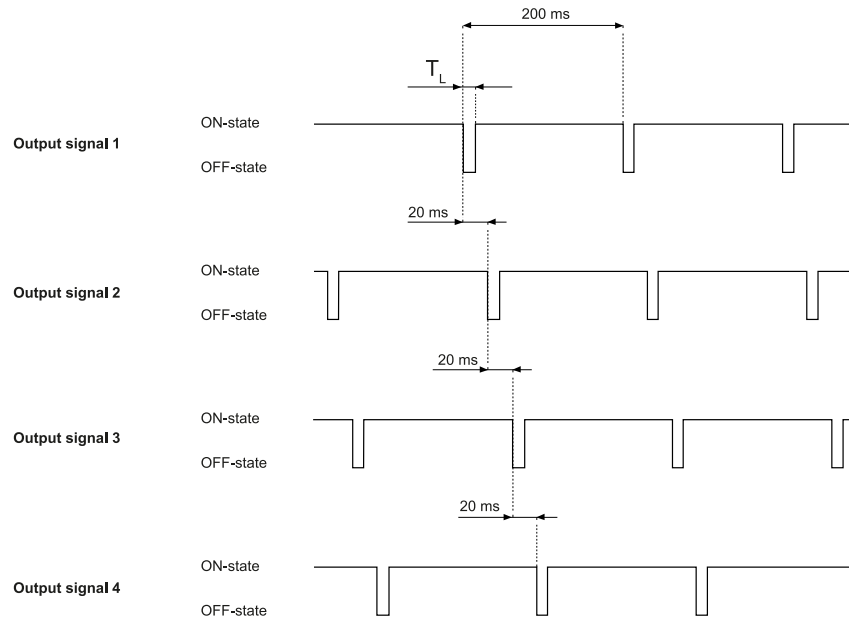 200 ms
T_L
ON-state
Output signal 1
OFF-state
20 ms
ON-state
Output signal 2
OFF-state
20 ms
ON-state
Output signal 3
OFF-state
20 ms
ON-state
Output signal 4
OFF-state